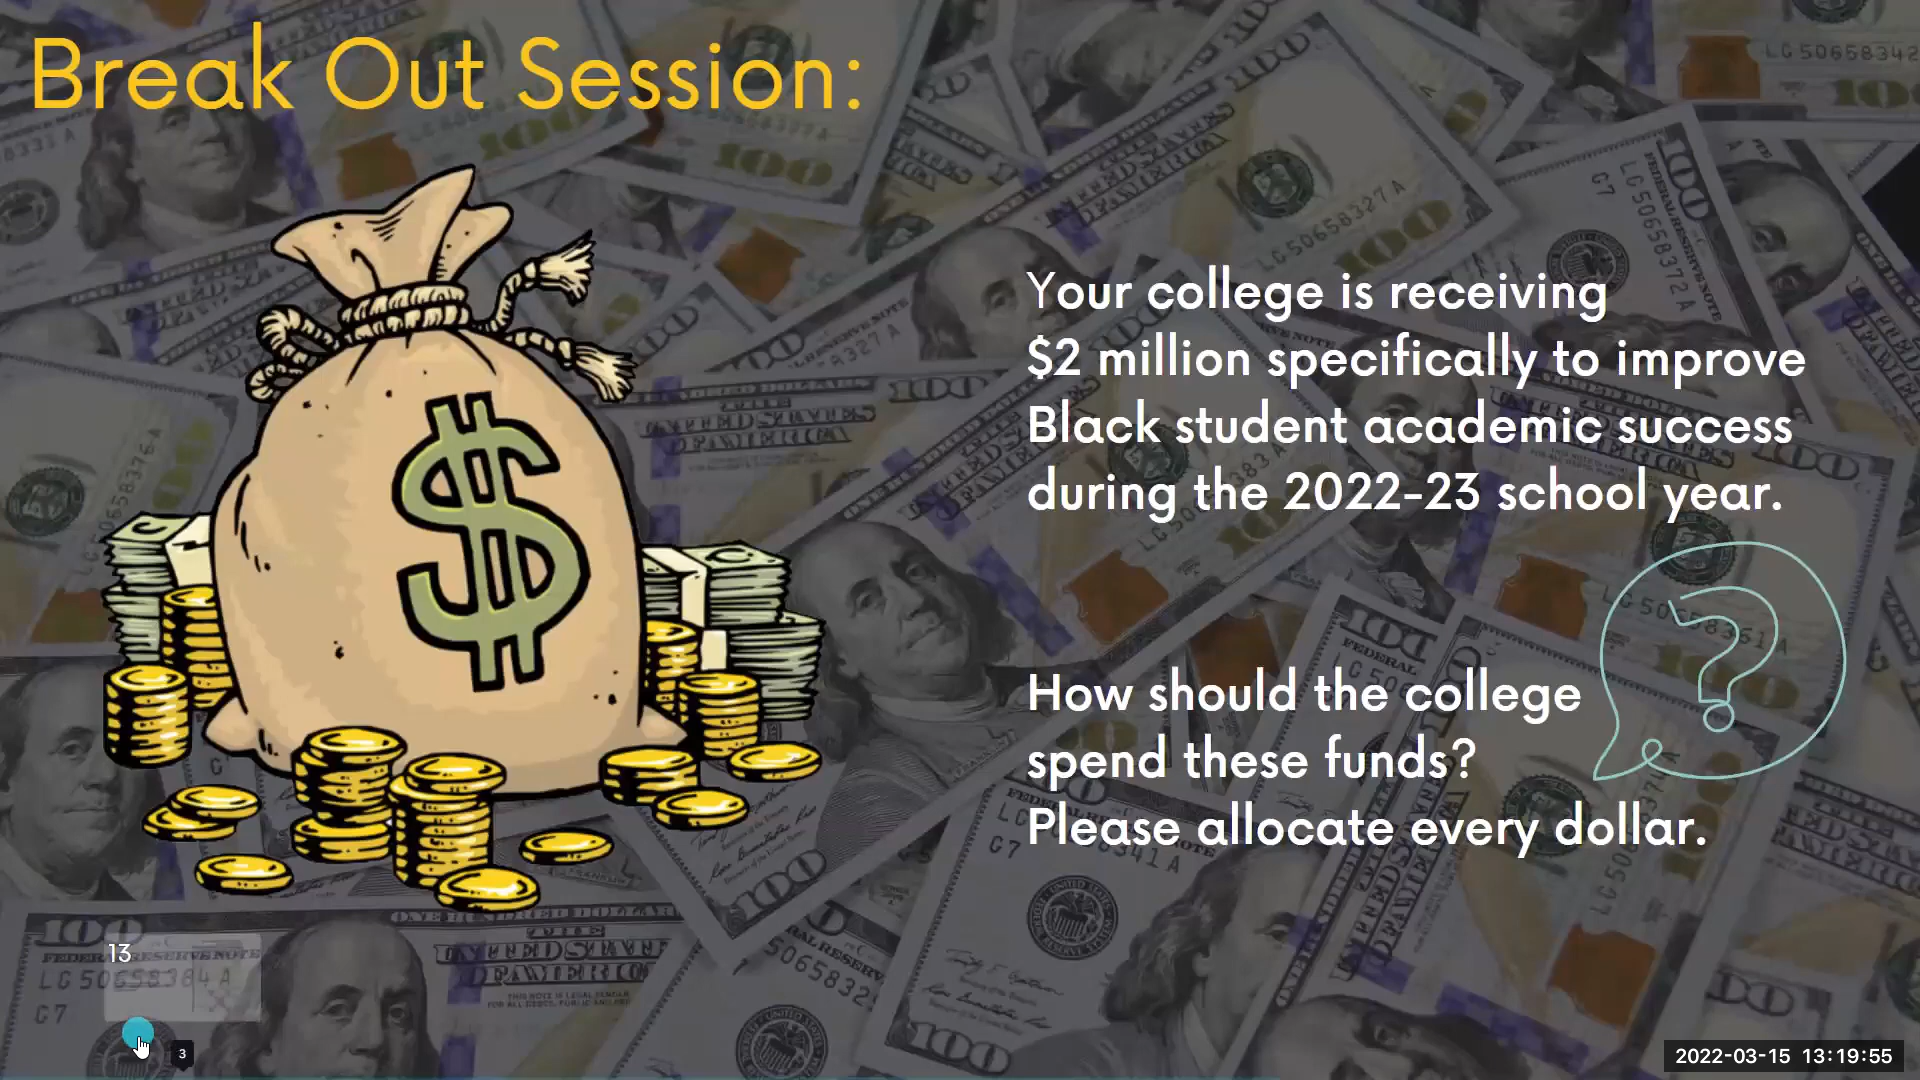 Break Out Session:
Your college is receiving
$2 million specifically to improve
Black student academic success
during the 2022-23 school year.
How should the college
spend these funds?
Please allocate every dollar.
$
13
3
2022-03-15 13:19:55